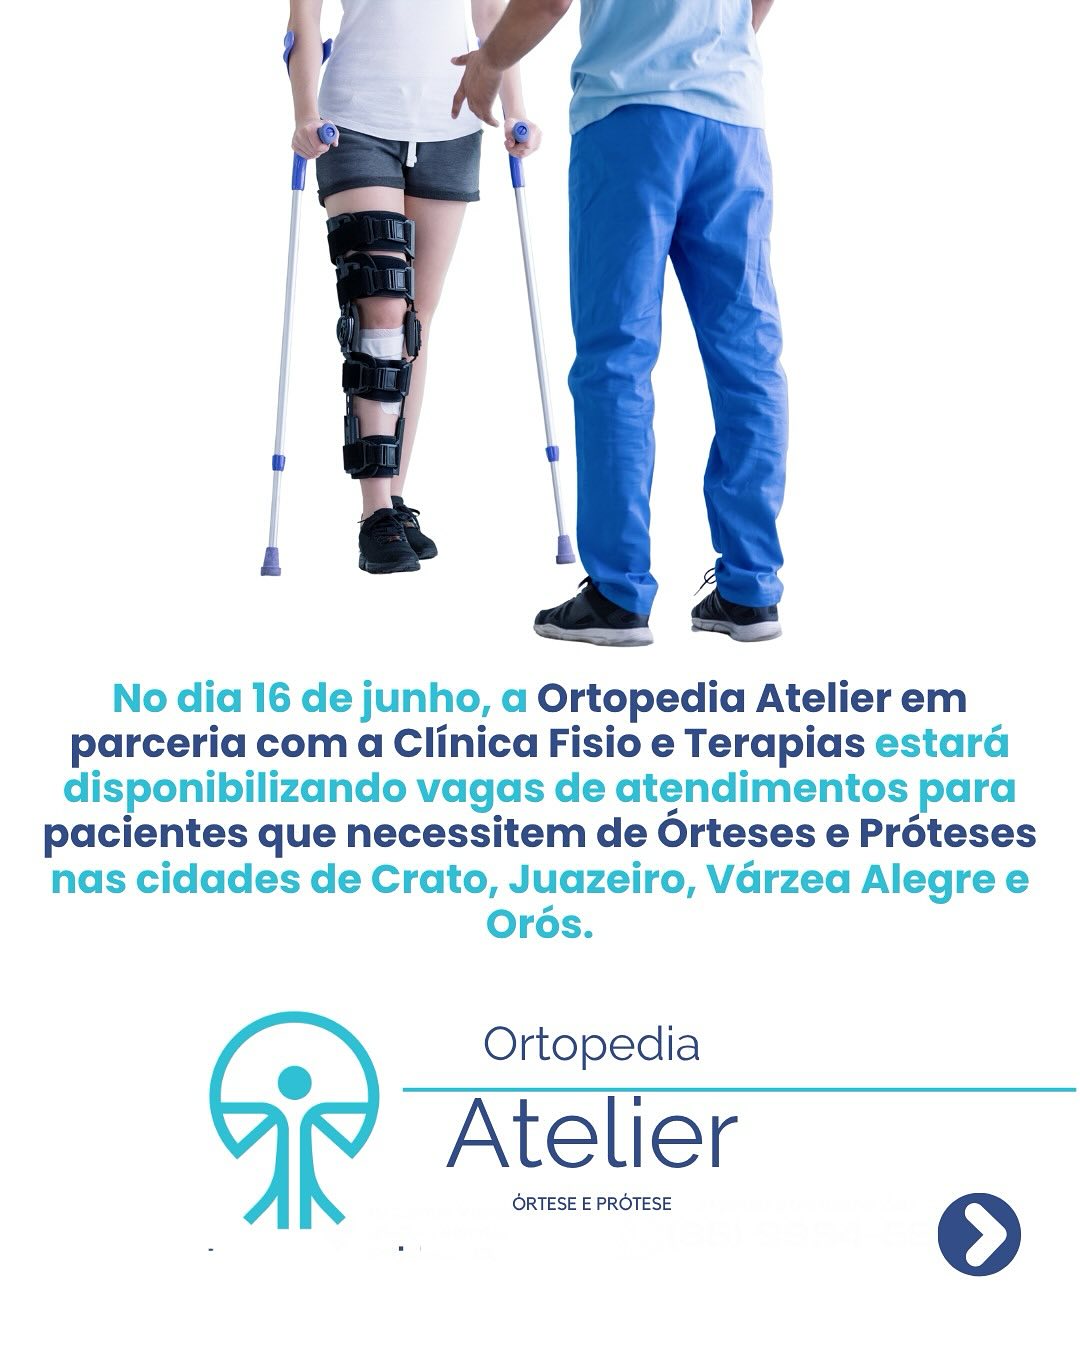 No dia 16 de junho, a Ortopedia Atelier em
parceria com a Clínica Fisio e Terapias estará
disponibilizando vagas de atendimentos para
pacientes que necessitem de Órteses e Próteses
nas cidades de Crato, Juazeiro, Várzea Alegre e
Orós.
Ortopedia
Atelier
ÓRTESE E PRÓTESE